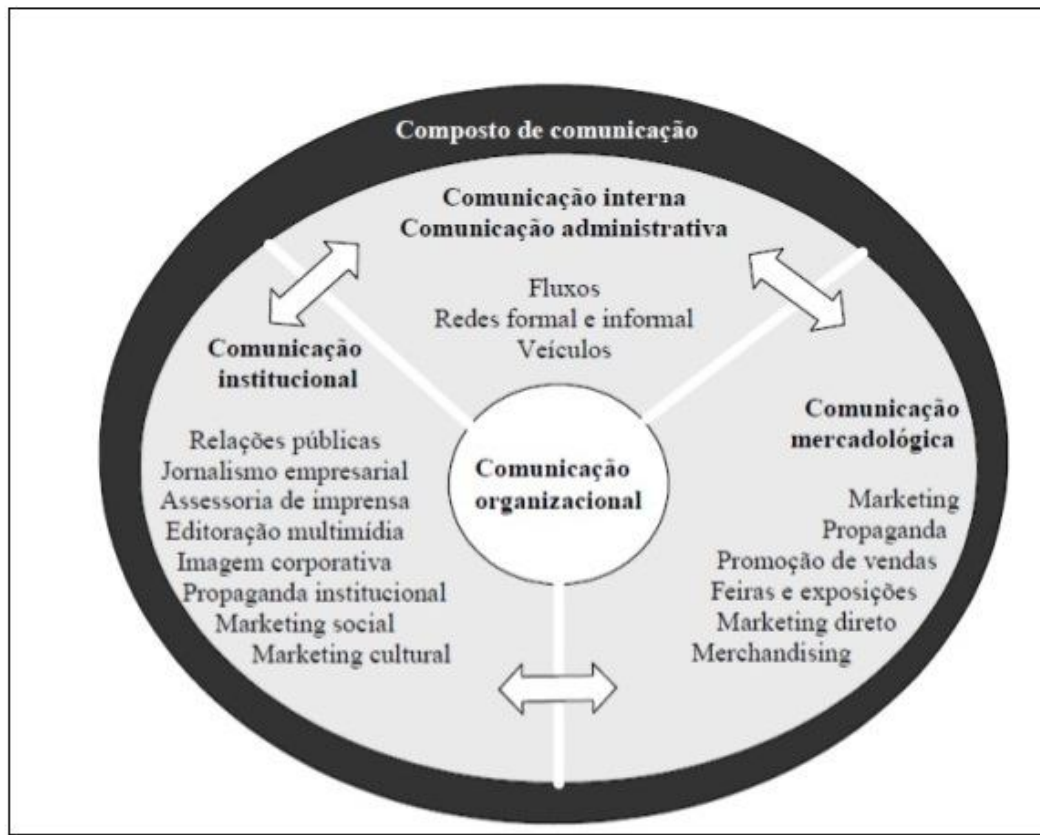 Composto de comunicação
Comunicação interna
Comunicação administrativa
Fluxos
Redes formal e informal
Veículos
Comunicação
institucional
Relações públicas
Jornalismo empresarial
Assessoria de imprensa
Editoração multimídia
Imagem corporativa
Propaganda institucional
Marketing social
Marketing cultural
Comunicação
organizacional
Comunicação
mercadológica
Marketing
Propaganda
Promoção de vendas
Feiras e exposições
Marketing direto
Merchandising